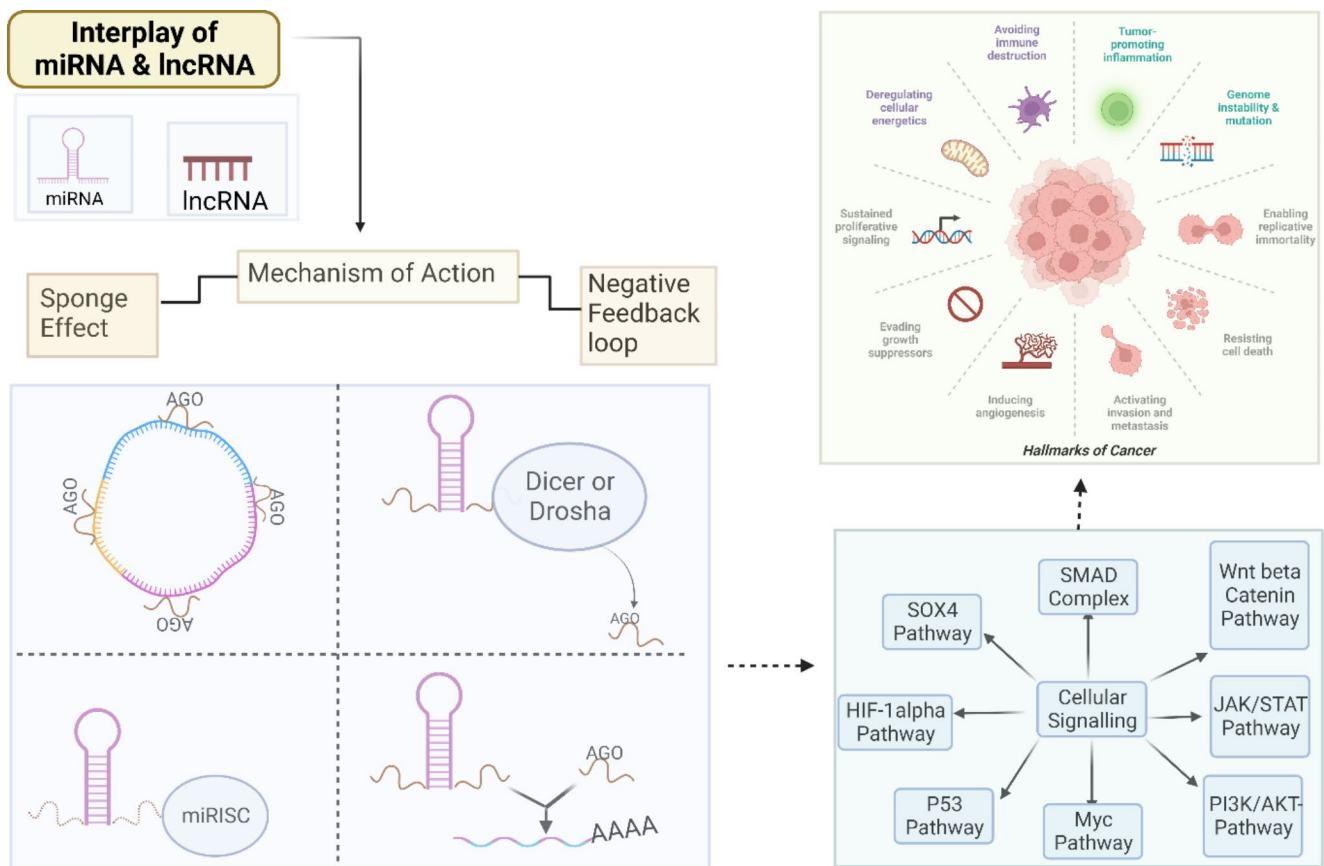 Interplay of
miRNA & lncRNA
miRNA
lncRNA
Mechanism of Action
Sponge
Effect
Negative
Feedback
loop
AGO
AGO
AGO
AGO
Dicer or
Drosha
AGO
miRISC
AGO
AAAA
Avoiding
immune
destruction
Tumor-
promoting
inflammation
Deregulating
cellular
energetics
Genome
instability &
mutation
Sustained
proliferative
signaling
Enabling
replicative
immortality
Evading
growth
suppressors
Resisting
cell death
Inducing
angiogenesis
Activating
invasion and
metastasis
Hallmarks of Cancer
SMAD
Complex
Wnt beta
Catenin
Pathway
SOX4
Pathway
Cellular
Signalling
HIF-1alpha
Pathway
JAK/STAT
Pathway
P53
Pathway
Myc
Pathway
PI3K/AKT-
Pathway